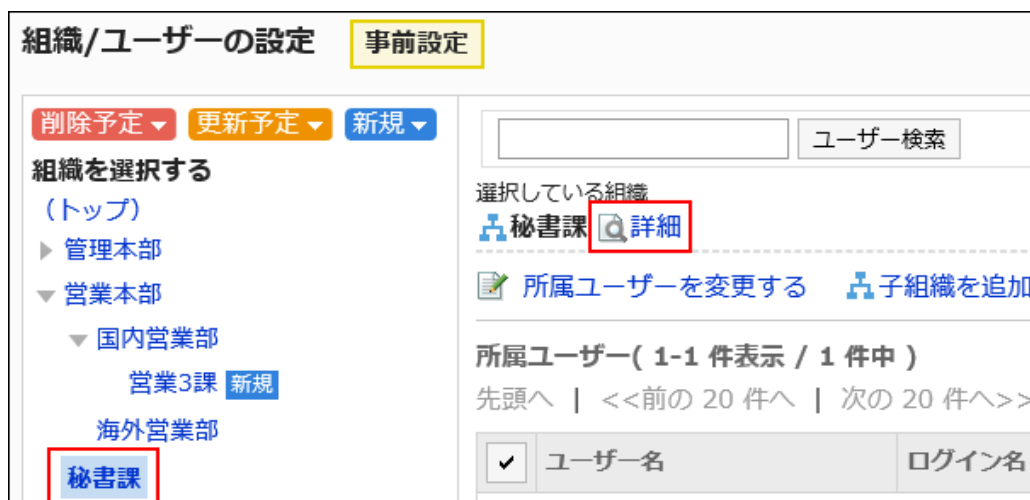 組織/ユーザーの設定 事前設定
削除予定 更新予定 新規
組織を選択する
(トップ)
管理本部
営業本部
国内営業部
営業3課 新規
海外営業部
秘書課
ユーザー検索
選択している組織
秘書課 詳細
所属ユーザーを変更する 子組織を追加
所属ユーザー( 1-1 件表示 / 1 件中 )
先頭へ | <<前の 20 件へ | 次の 20 件へ>>
ユーザー名 ログイン名